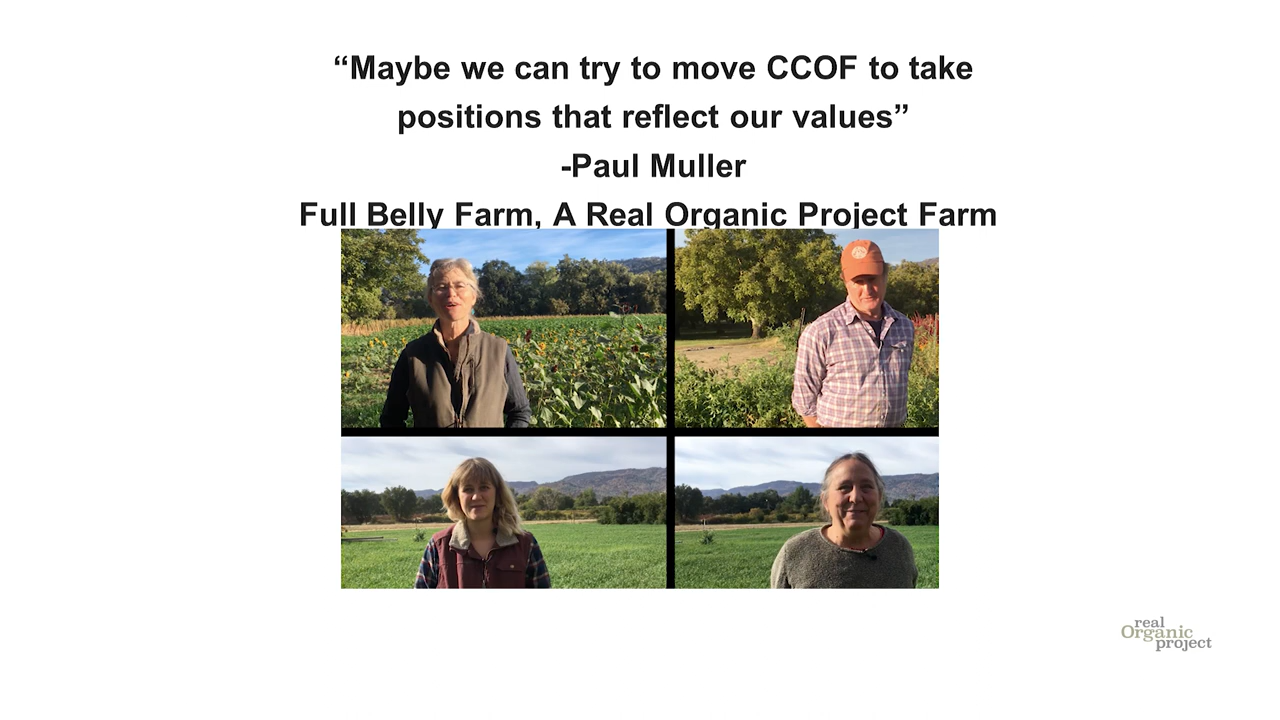 “Maybe we can try to move CCOF to take
positions that reflect our values”
-Paul Muller
Full Belly Farm, A Real Organic Project Farm
real
Organic
project